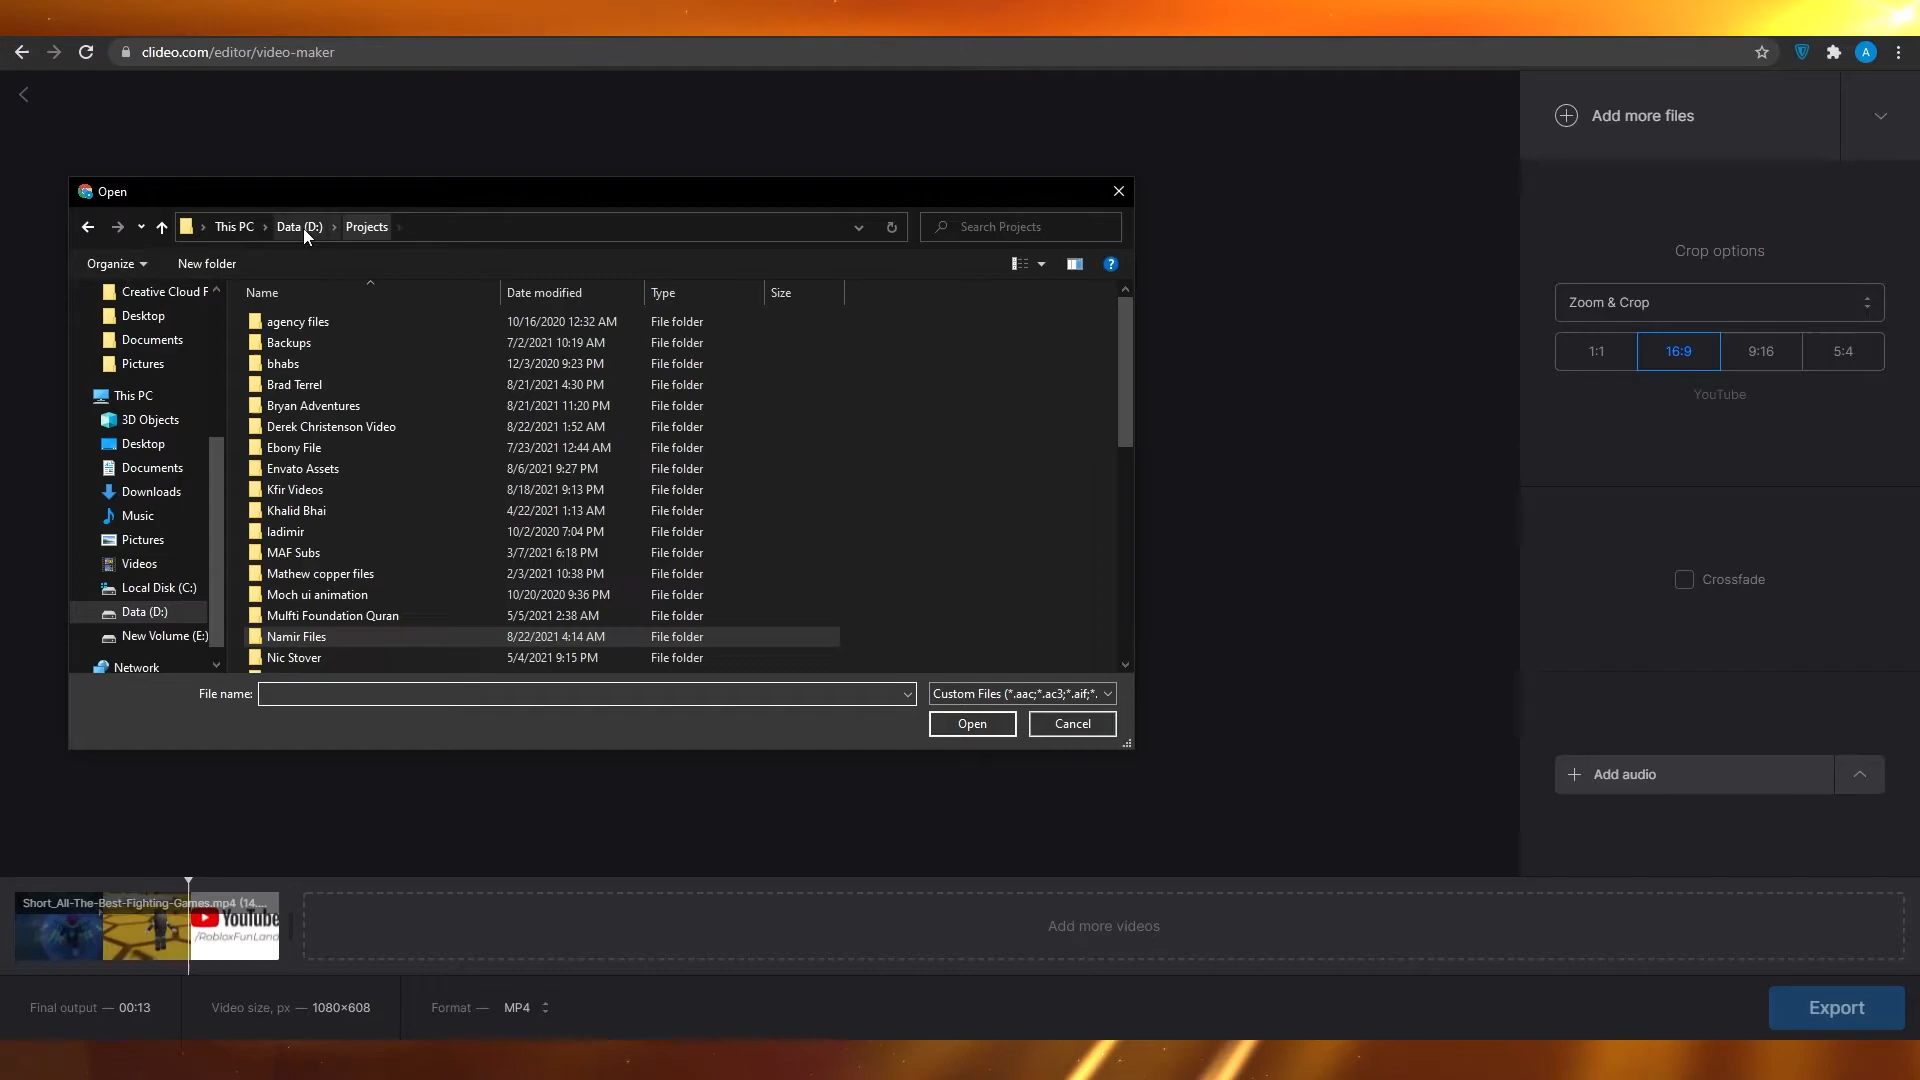 clideo.com/editor/video-maker
A
Add more files
Open
This PC
Data (D:)
Projects
Search Projects
Organize
New folder
?
Creative Cloud F
Desktop
Documents
Pictures
This PC
3D Objects
Desktop
Documents
Downloads
Music
Pictures
Videos
Local Disk (C:)
Data (D:)
New Volume (E:)
Network
Name Date modified Type Size
agency files 10/16/2020 12:32 AM File folder
Backups 7/2/2021 10:19 AM File folder
bhabs 12/3/2020 9:23 PM File folder
Brad Terrel 8/21/2021 4:30 PM File folder
Bryan Adventures 8/21/2021 11:20 PM File folder
Derek Christenson Video 8/22/2021 1:52 AM File folder
Ebony File 7/23/2021 12:44 AM File folder
Envato Assets 8/6/2021 9:27 PM File folder
Kfir Videos 8/18/2021 9:13 PM File folder
Khalid Bhai 4/22/2021 1:13 AM File folder
ladimir 10/2/2020 7:04 PM File folder
MAF Subs 3/7/2021 6:18 PM File folder
Mathew copper files 2/3/2021 10:38 PM File folder
Moch ui animation 10/20/2020 9:36 PM File folder
Mulfti Foundation Quran 5/5/2021 2:38 AM File folder
Namir Files 8/22/2021 4:14 AM File folder
Nic Stover 5/4/2021 9:15 PM File folder
File name:
Custom Files (*.aac;*.ac3;*.aif;*.
Open
Cancel
Crop options
Zoom & Crop
1:1 16:9 9:16 5:4
YouTube
Crossfade
Add audio
Short_All-The-Best-Fighting-Games.mp4 (14....
YouTube
/RobloxFunLand
Add more videos
Final output — 00:13
Video size, px — 1080×608
Format — MP4
Export